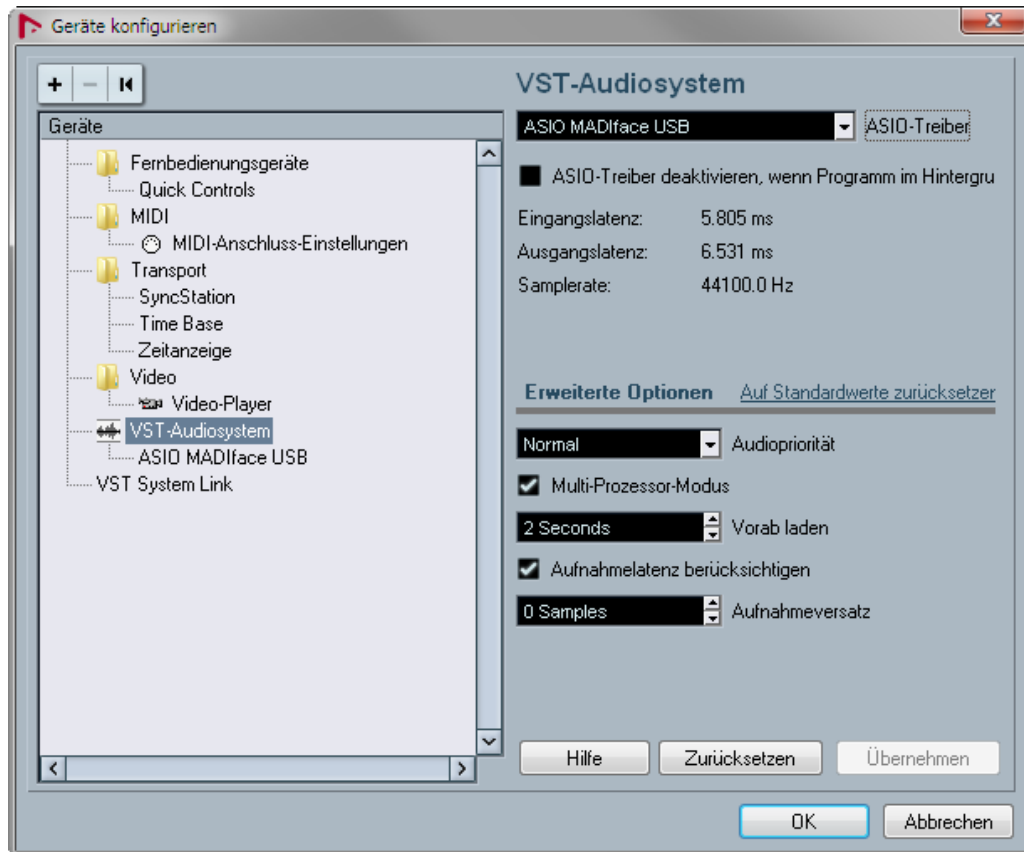 Geräte konfigurieren
Geräte
Fernbedienungsgeräte
Quick Controls
MIDI
MIDI-Anschluss-Einstellungen
Transport
SyncStation
Time Base
Zeitanzeige
Video
Video-Player
VST-Audiosystem
ASIO MADIface USB
VST System Link
VST-Audiosystem
ASIO MADIface USB ASIO-Treiber
ASIO-Treiber deaktivieren, wenn Programm im Hintergru
Eingangslatenz: 5.805 ms
Ausgangslatenz: 6.531 ms
Samplerate: 44100.0 Hz
Erweiterte Optionen Auf Standardwerte zurücksetzer
Normal Audiopriorität
Multi-Prozessor-Modus
2 Seconds Vorab laden
Aufnahmelatenz berücksichtigen
0 Samples Aufnahmeversatz
Hilfe Zurücksetzen Übernehmen
OK Abbrechen